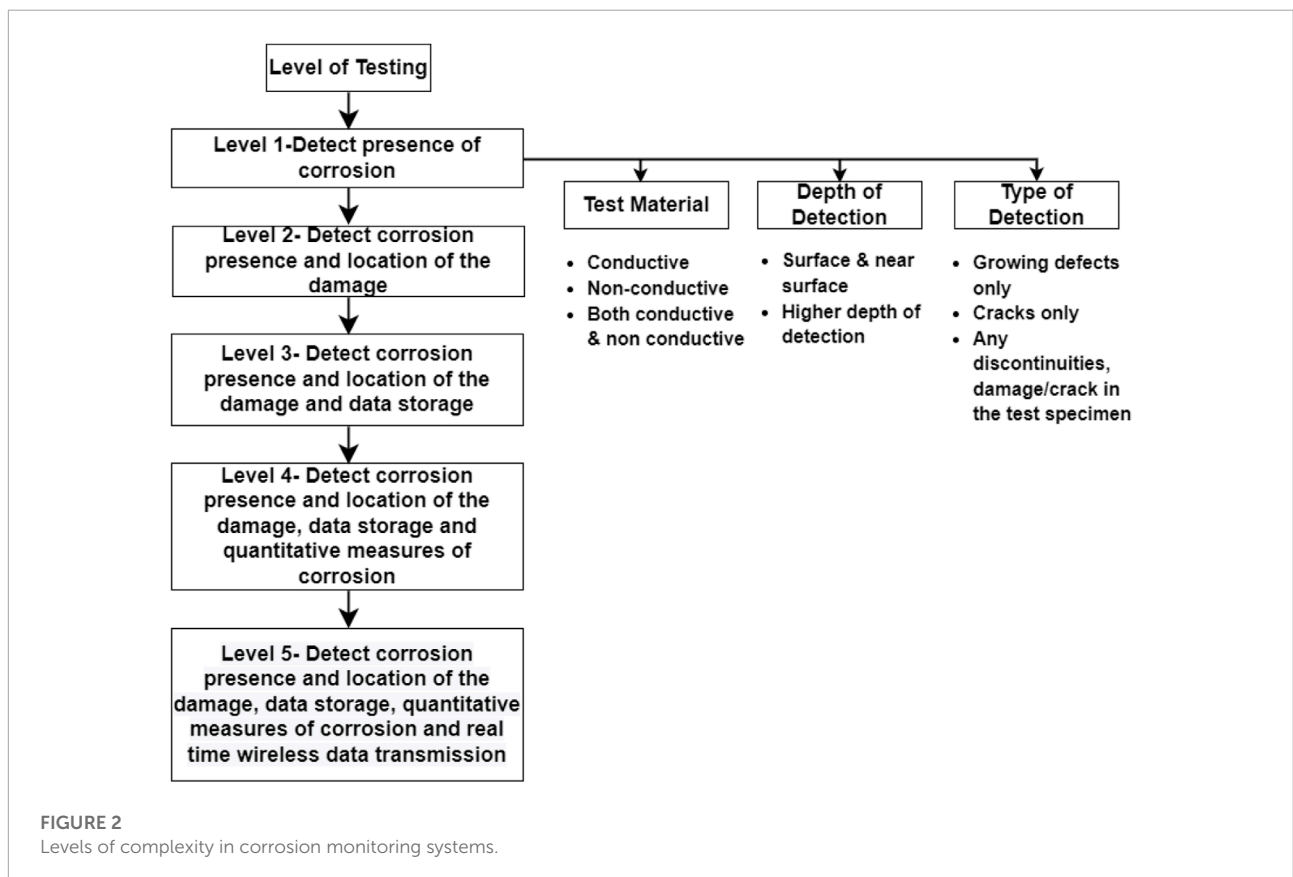 Level of Testing
Level 1-Detect presence of
corrosion
Level 2- Detect corrosion
presence and location of the
damage
Level 3- Detect corrosion
presence and location of the
damage and data storage
Level 4- Detect corrosion
presence and location of the
damage, data storage and
quantitative measures of
corrosion
Level 5- Detect corrosion
presence and location of the
damage, data storage, quantitative
measures of corrosion and real
time wireless data transmission
Test Material
• Conductive
• Non-conductive
• Both conductive
& non conductive
Depth of
Detection
• Surface & near
surface
• Higher depth of
detection
Type of
Detection
• Growing defects
only
• Cracks only
• Any
discontinuities,
damage/crack in
the test specimen
FIGURE 2
Levels of complexity in corrosion monitoring systems.